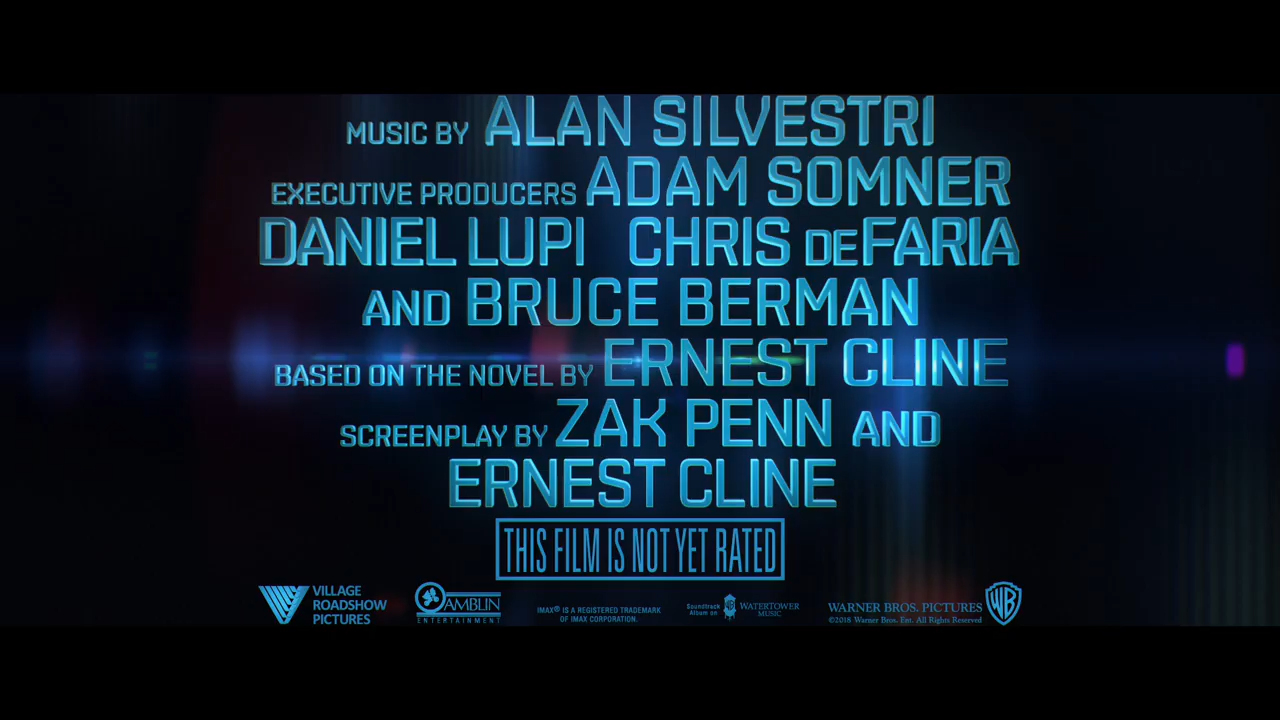 MUSIC BY ALAN SILVESTRI
EXECUTIVE PRODUCERS ADAM SOMNER
DANIEL LUPI CHRIS DEFARIA
AND BRUCE BERMAN
BASED ON THE NOVEL BY ERNEST CLINE
SCREENPLAY BY ZAK PENN AND
ERNEST CLINE
THIS FILM IS NOT YET RATED
VILLAGE
ROADSHOW
PICTURES
AMBLIN
ENTERTAINMENT
IMAX® IS A REGISTERED TRADEMARK
OF IMAX CORPORATION.
Soundtrack
Album on
WATERTOWER
MUSIC
WARNER BROS. PICTURES
©2018 Warner Bros. Ent. All Rights Reserved
WB